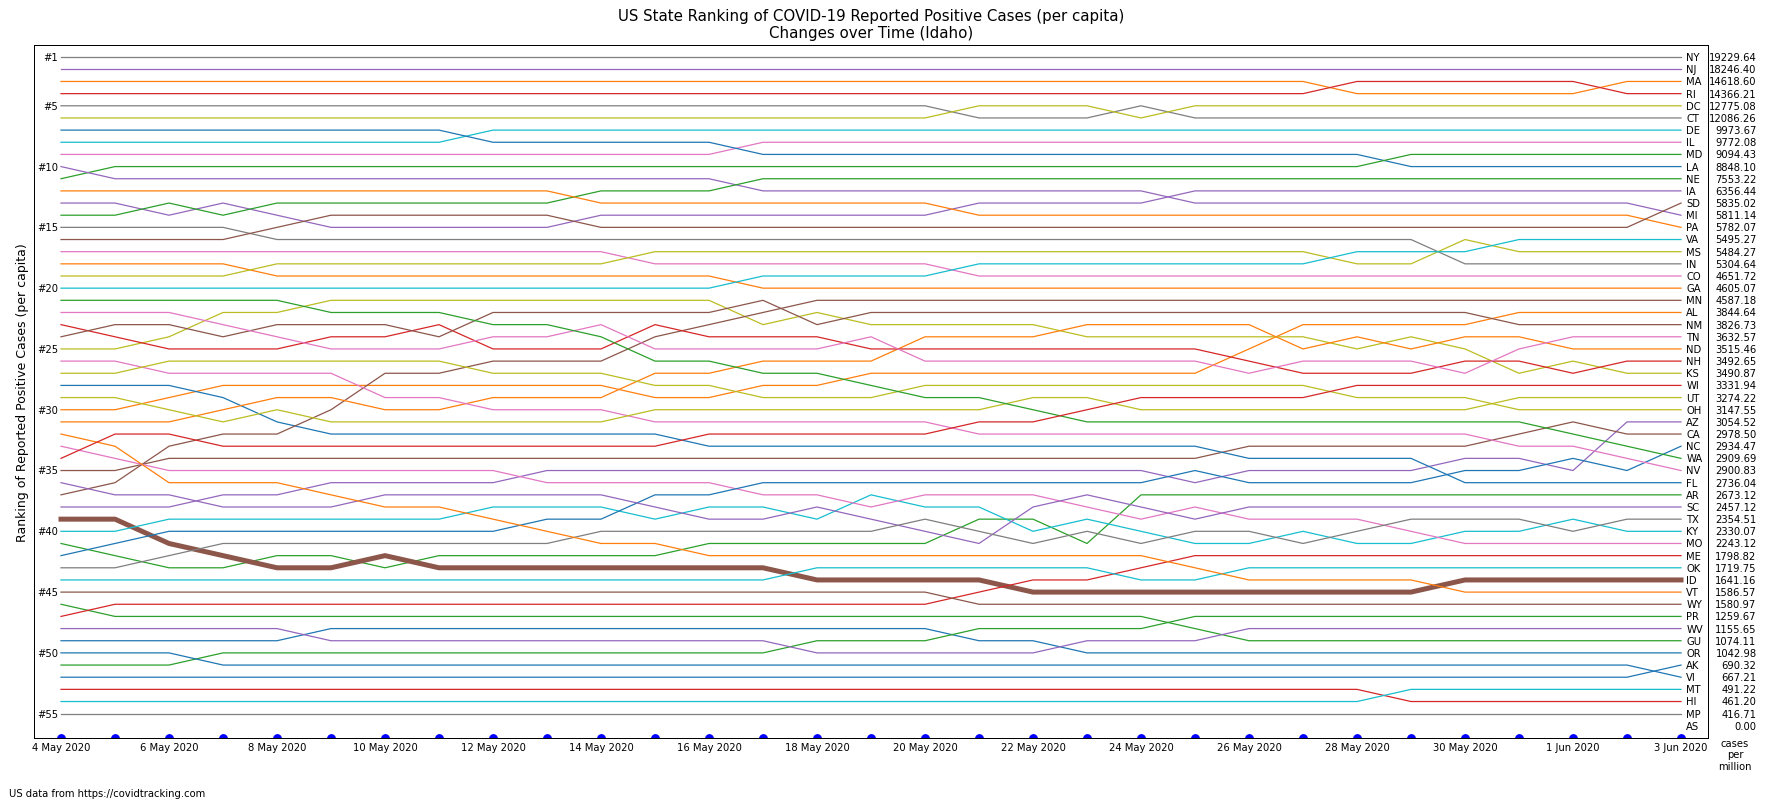 US State Ranking of COVID-19 Reported Positive Cases (per capita)
Changes over Time (Idaho)
Ranking of Reported Positive Cases (per capita)
#1
#5
#10
#15
#20
#25
#30
#35
#40
#45
#50
#55
NY 19229.64
NJ 18246.40
MA 14618.60
RI 14366.21
DC 12775.08
CT 12086.26
DE 9973.67
IL 9772.08
MD 9094.43
LA 8848.10
NE 7553.22
IA 6356.44
SD 5835.02
MI 5811.14
PA 5782.07
VA 5495.27
MS 5484.27
IN 5304.64
CO 4651.72
GA 4605.07
MN 4587.18
AL 3844.64
NM 3826.73
TN 3632.57
ND 3515.46
NH 3492.65
KS 3490.87
WI 3331.94
UT 3274.22
OH 3147.55
AZ 3054.52
CA 2978.50
NC 2934.47
WA 2909.69
NV 2900.83
FL 2736.04
AR 2673.12
SC 2457.12
TX 2354.51
KY 2330.07
MO 2243.12
ME 1798.82
OK 1719.75
ID 1641.16
VT 1586.57
WY 1580.97
PR 1259.67
WV 1155.65
GU 1074.11
OR 1042.98
AK 690.32
VI 667.21
MT 491.22
HI 461.20
MP 416.71
AS 0.00
4 May 2020 6 May 2020 8 May 2020 10 May 2020 12 May 2020 14 May 2020 16 May 2020 18 May 2020 20 May 2020 22 May 2020 24 May 2020 26 May 2020 28 May 2020 30 May 2020 1 Jun 2020 3 Jun 2020
cases
per
million
US data from https://covidtracking.com